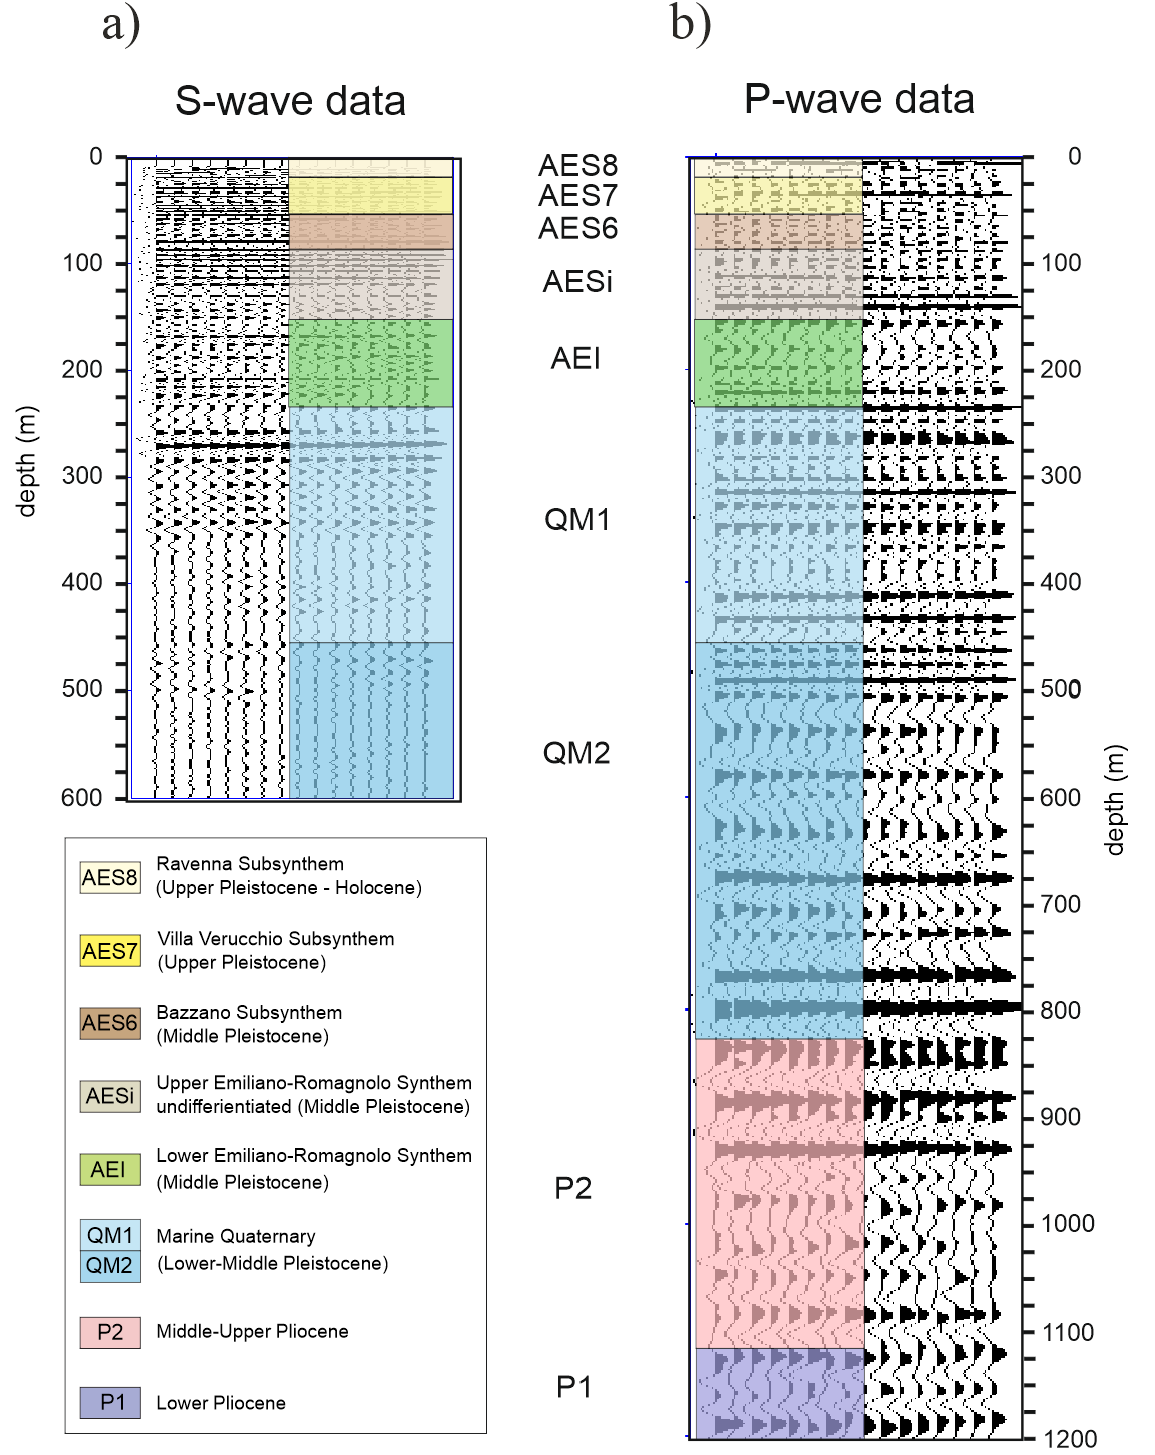 a)
b)
S-wave data
P-wave data
0
100
200
300
400
500
600
depth (m)
AES8
AES7
AES6
AESi
AEI
QM1
QM2
P2
P1
0
100
200
300
400
500
600
700
800
900
1000
1100
1200
depth (m)
AES8 Ravenna Subsynthem
(Upper Pleistocene - Holocene)
AES7 Villa Verucchio Subsynthem
(Upper Pleistocene)
AES6 Bazzano Subsynthem
(Middle Pleistocene)
AESi Upper Emiliano-Romagnolo Synthem
undifierientiated (Middle Pleistocene)
AEI Lower Emiliano-Romagnolo Synthem
(Middle Pleistocene)
QM1 Marine Quaternary
QM2 (Lower-Middle Pleistocene)
P2 Middle-Upper Pliocene
P1 Lower Pliocene